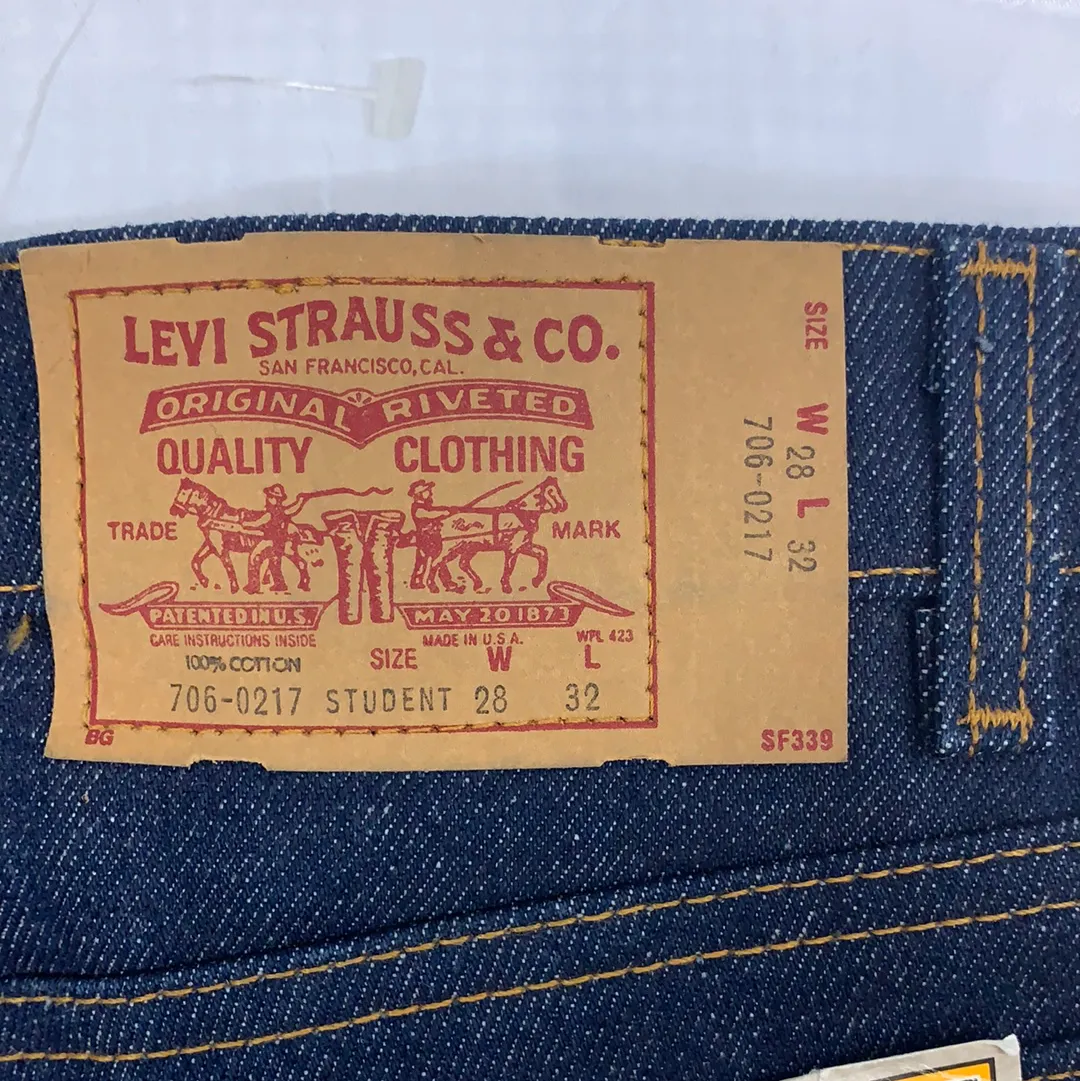 LEVI STRAUSS & CO.
SAN FRANCISCO, CAL.
ORIGINAL RIVETED
QUALITY CLOTHING
TRADE MARK
PATENTED IN U.S. MAY 20 1873
CARE INSTRUCTIONS INSIDE MADE IN U.S.A. WPL 423
100% COTTON SIZE W L
706-0217 STUDENT 28 32
BG
SF339
SIZE W 28 L 32
706-0217